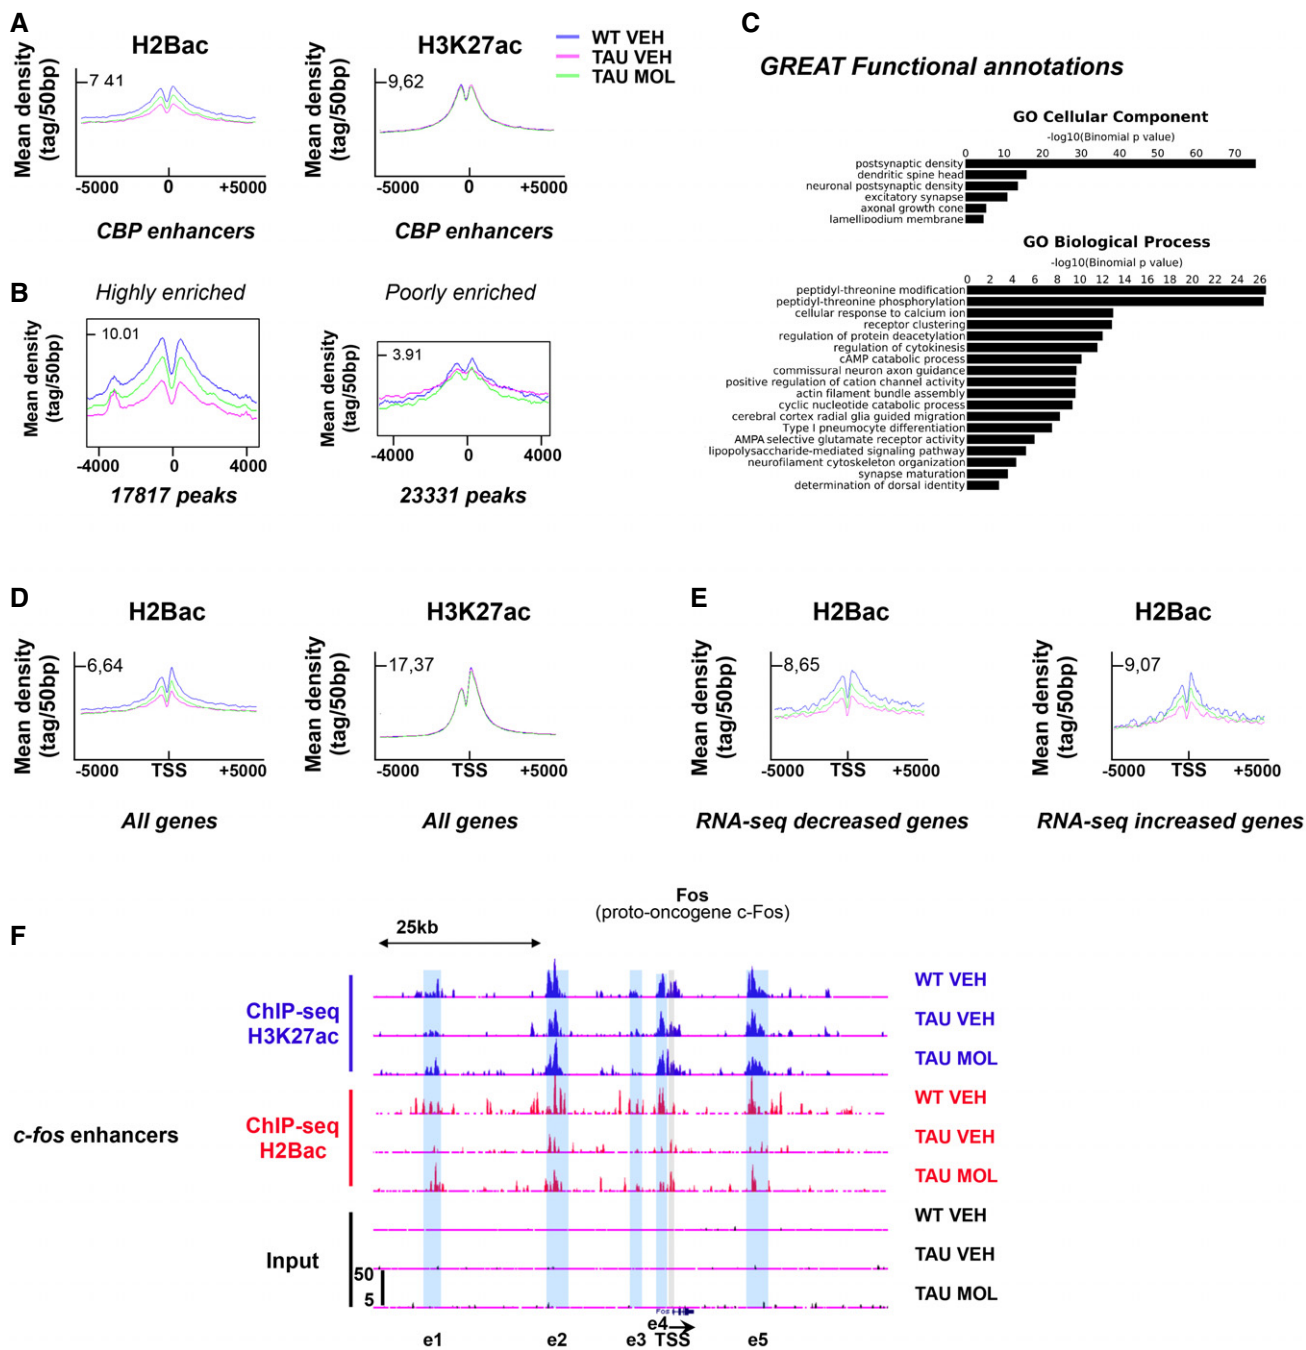 A
H2Bac
Mean density
(tag/50bp)
7 41
-5000
0
+5000
CBP enhancers
H3K27ac
Mean density
(tag/50bp)
9,62
-5000
0
+5000
CBP enhancers
WT VEH
TAU VEH
TAU MOL
B
Highly enriched
Mean density
(tag/50bp)
10.01
-4000
0
4000
17817 peaks
Poorly enriched
Mean density
(tag/50bp)
3.91
-4000
0
4000
23331 peaks
C
GREAT Functional annotations
GO Cellular Component
-log10(Binomial p value)
0 10 20 30 40 50 60 70
postsynaptic density
dendritic spine head
neuronal postsynaptic density
excitatory synapse
axonal growth cone
lamellipodium membrane
GO Biological Process
-log10(Binomial p value)
0 2 4 6 8 10 12 14 16 18 20 22 24 26
peptidyl-threonine modification
peptidyl-threonine phosphorylation
cellular response to calcium ion
receptor clustering
regulation of protein deacetylation
regulation of cytokinesis
cAMP catabolic process
commissural neuron axon guidance
positive regulation of cation channel activity
actin filament bundle assembly
cyclic nucleotide catabolic process
cerebral cortex radial glia guided migration
Type I pneumocyte differentiation
AMPA selective glutamate receptor activity
lipopolysaccharide-mediated signaling pathway
neurofilament cytoskeleton organization
synapse maturation
determination of dorsal identity
D
H2Bac
Mean density
(tag/50bp)
6,64
-5000
TSS
+5000
All genes
H3K27ac
Mean density
(tag/50bp)
17,37
-5000
TSS
+5000
All genes
E
H2Bac
Mean density
(tag/50bp)
8,65
-5000
TSS
+5000
RNA-seq decreased genes
H2Bac
Mean density
(tag/50bp)
9,07
-5000
TSS
+5000
RNA-seq increased genes
F
Fos
(proto-oncogene c-Fos)
25kb
c-fos enhancers
ChIP-seq
H3K27ac
WT VEH
TAU VEH
TAU MOL
ChIP-seq
H2Bac
WT VEH
TAU VEH
TAU MOL
Input
WT VEH
TAU VEH
TAU MOL
50
5
Fos
e1
e2
e3
e4
TSS
e5